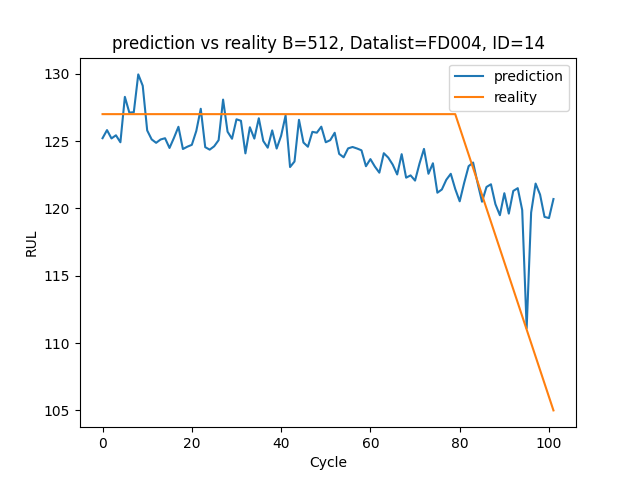 prediction vs reality B=512, Datalist=FD004, ID=14
prediction
reality
130
125
120
115
110
105
RUL
0 20 40 60 80 100
Cycle